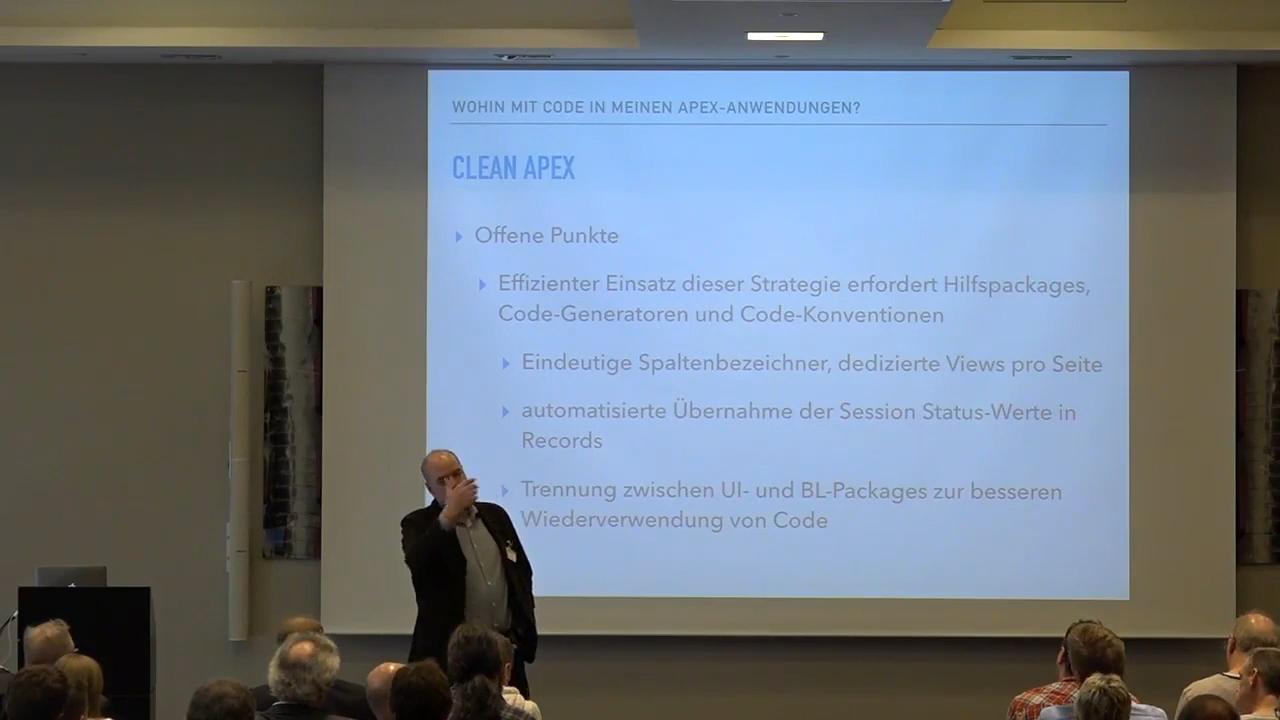 WOHIN MIT CODE IN MEINEN APEX-ANWENDUNGEN?
CLEAN APEX
Offene Punkte
Effizienter Einsatz dieser Strategie erfordert Hilfspackages,
Code-Generatoren und Code-Konventionen
Eindeutige Spaltenbezeichner, dedizierte Views pro Seite
automatisierte Übernahme der Session Status-Werte in
Records
Trennung zwischen UI- und BL-Packages zur besseren
Wiederverwendung von Code